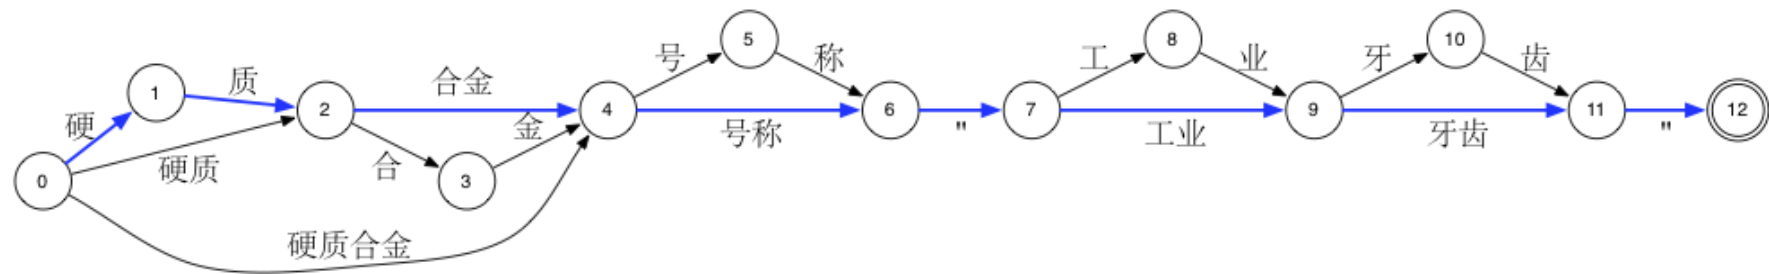 5 8 10
号 称 工 业 牙 齿
1 质 合金
硬 2 4 6 7 9 11 12
金 号称 " 工业 牙齿 "
0 硬质 合 3
硬质合金